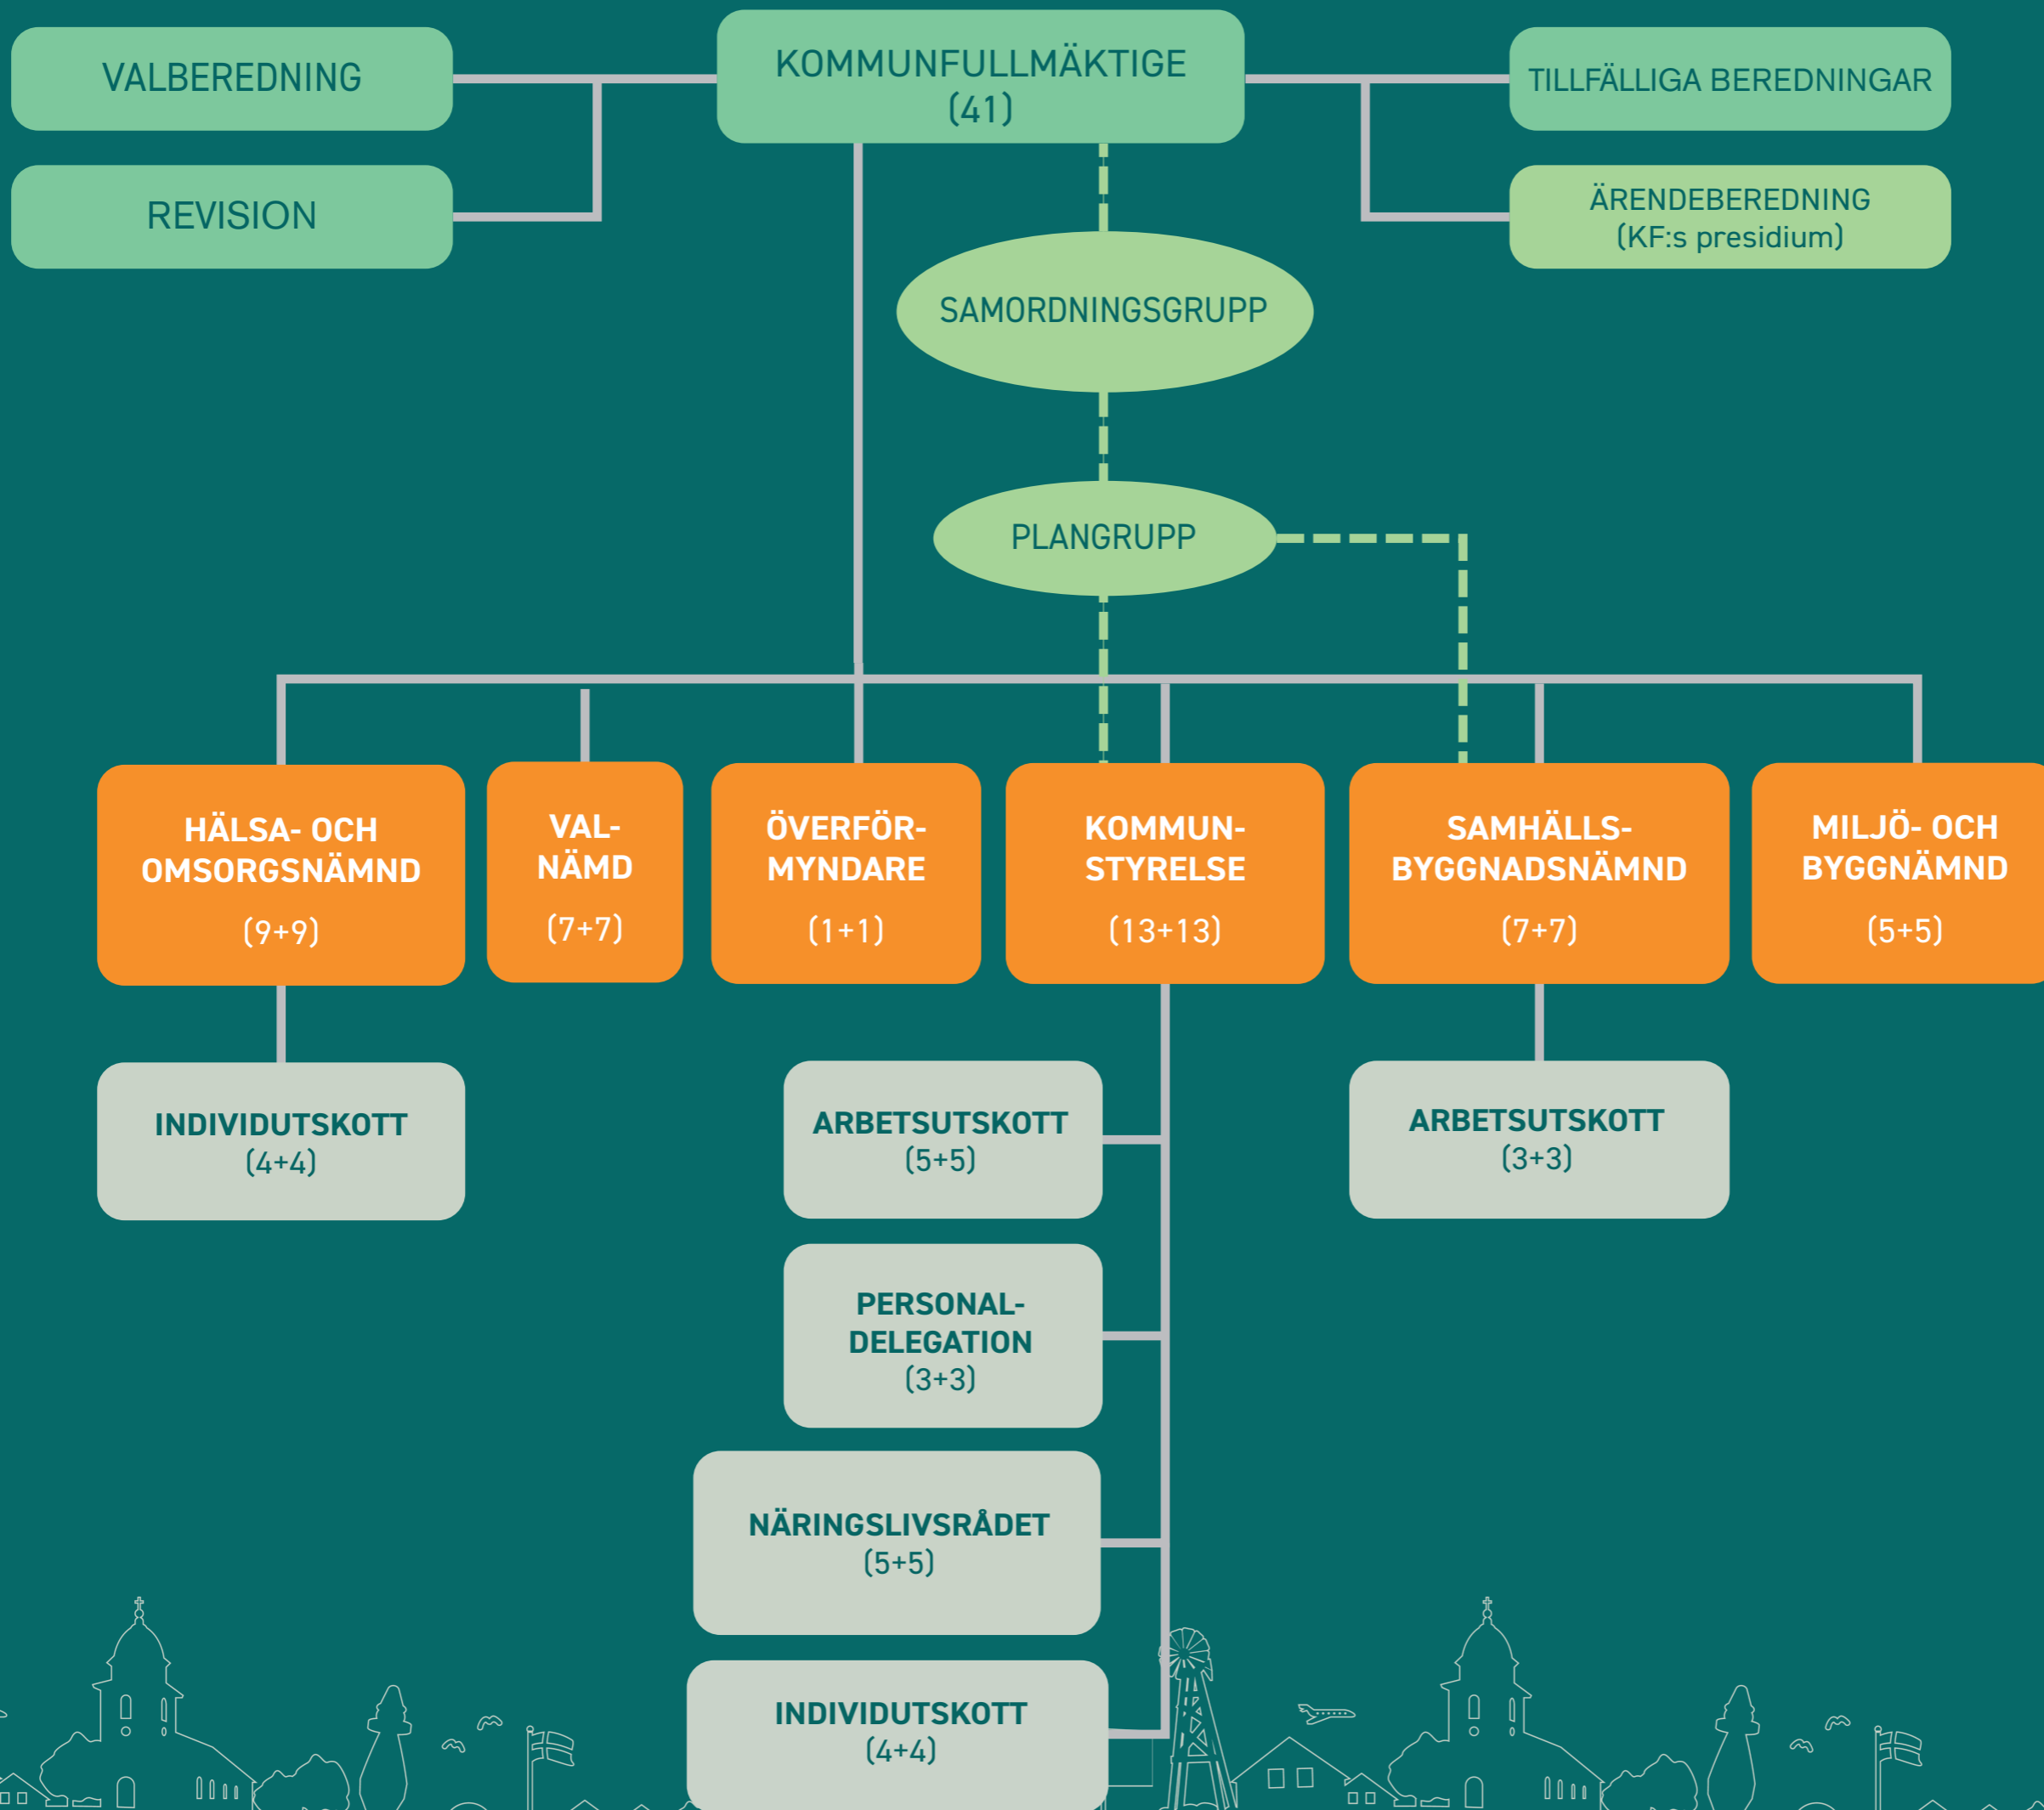 VALBEREDNING
KOMMUNFULLMÄKTIGE
(41)
TILLFÄLLIGA BEREDNINGAR
REVISION
ÄRENDEBEREDNING
(KF:s presidium)
SAMORDNINGSGRUPP
PLANGRUPP
HÄLSA- OCH
OMSORGSNÄMND
(9+9)
VAL-
NÄMD
(7+7)
ÖVERFÖR-
MYNDARE
(1+1)
KOMMUN-
STYRELSE
(13+13)
SAMHÄLLS-
BYGGNADSNÄMND
(7+7)
MILJÖ- OCH
BYGGNÄMND
(5+5)
INDIVIDUTSKOTT
(4+4)
ARBETSUTSKOTT
(5+5)
ARBETSUTSKOTT
(3+3)
PERSONAL-
DELEGATION
(3+3)
NÄRINGSLIVSRÅDET
(5+5)
INDIVIDUTSKOTT
(4+4)